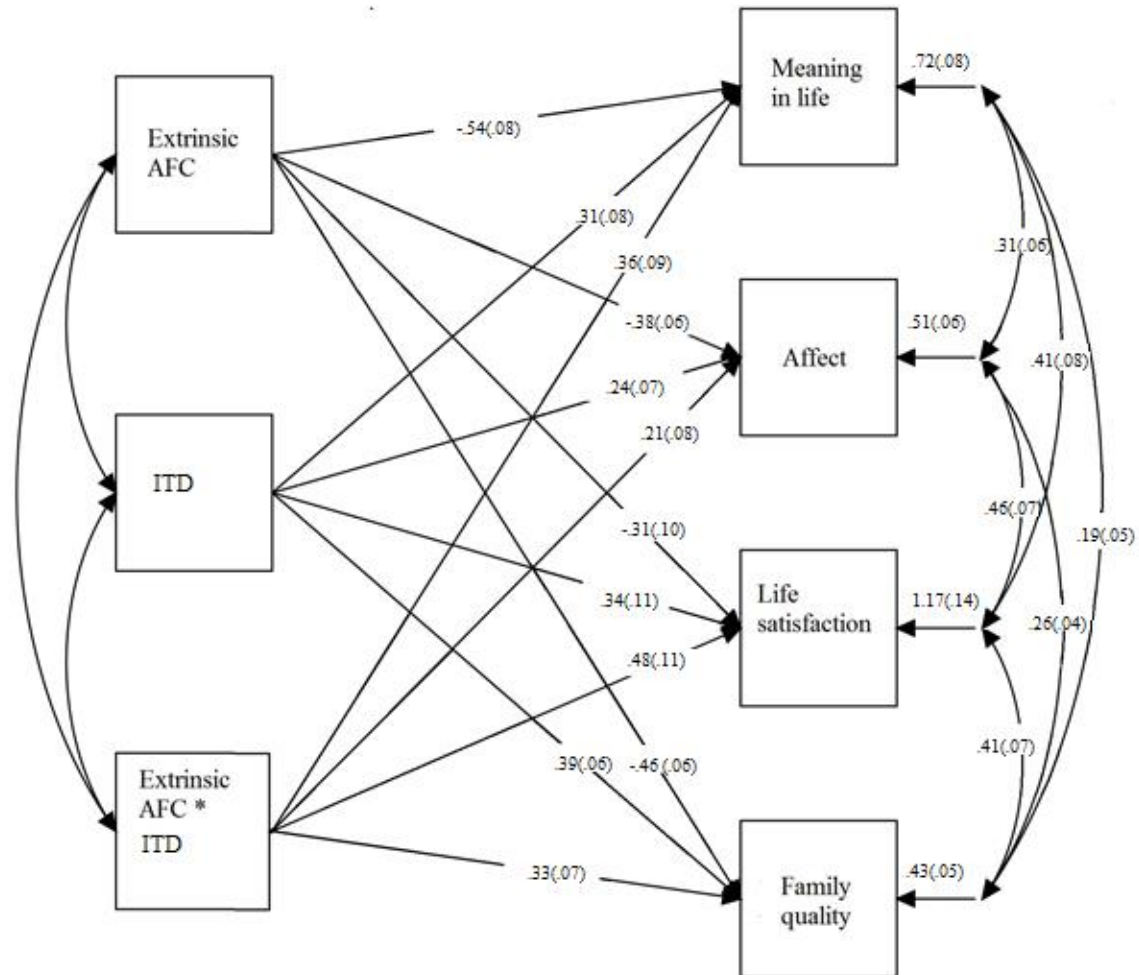 Meaning
in life
.72(.08)
Extrinsic
AFC
-.54(.08)
.31(.08)
.36(.09)
.31(.06)
-.38(.06)
.51(.06)
Affect
.41(.08)
.24(.07)
.21(.08)
ITD
.46(.07)
-.31(.10)
.19(.05)
Life
satisfaction
1.17(.14)
.34(.11)
.26(.04)
.48(.11)
.41(.07)
Extrinsic
AFC *
ITD
.39(.06)
-.46(.06)
.33(.07)
.43(.05)
Family
quality